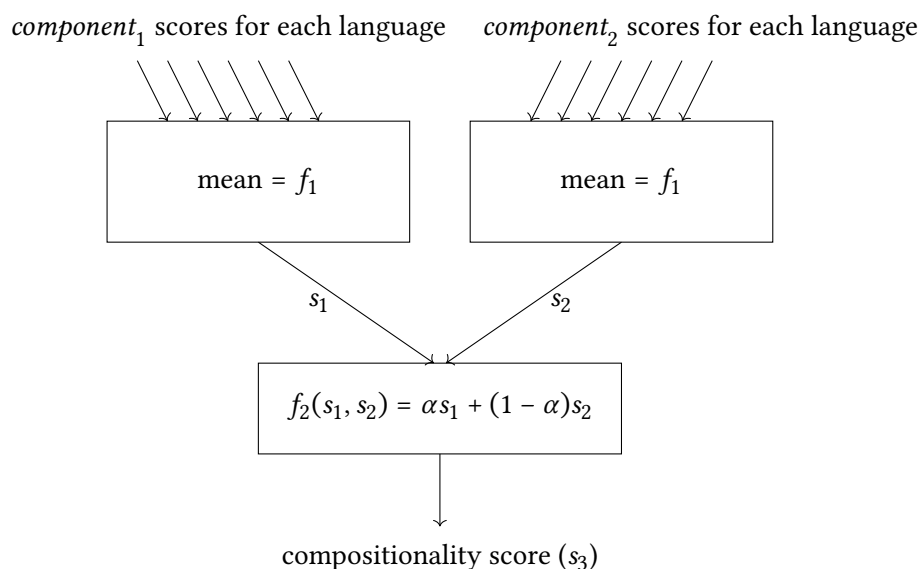 component₁ scores for each language
component₂ scores for each language
mean = f₁
mean = f₁
s₁
s₂
f₂(s₁, s₂) = αs₁ + (1 − α)s₂
compositionality score (s₃)